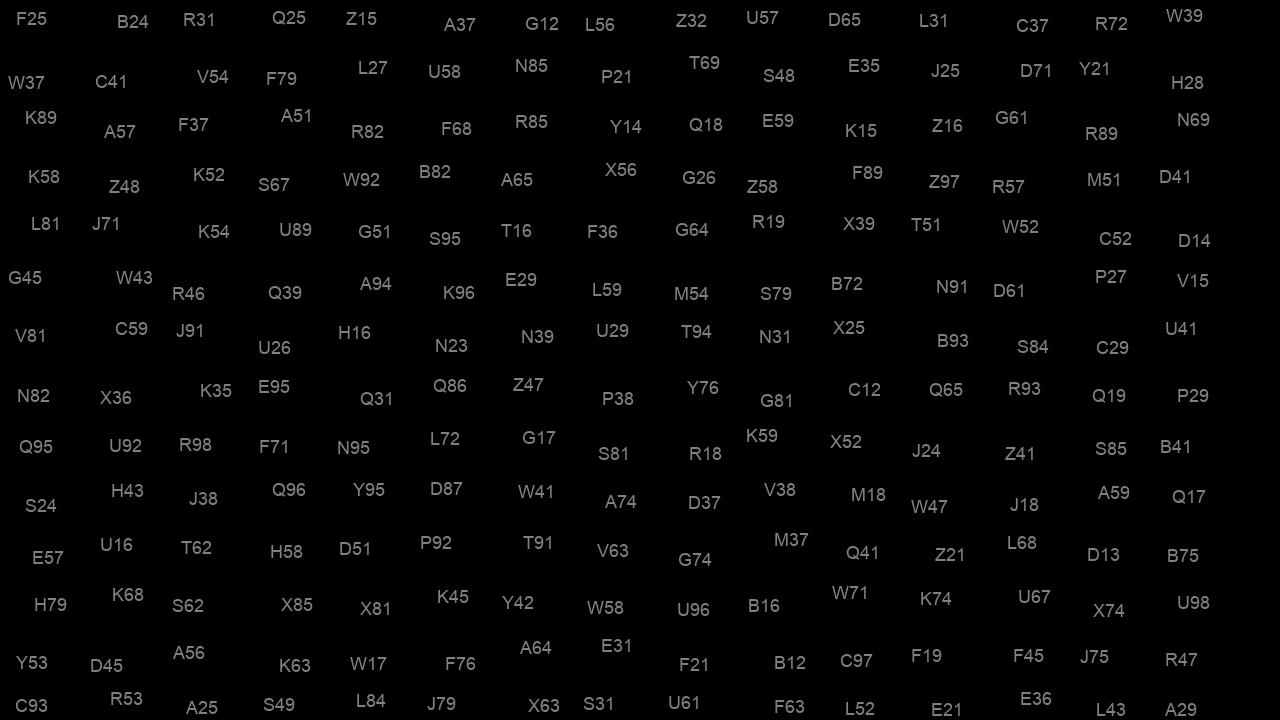 F25 B24 R31 Q25 Z15 A37 G12 L56 Z32 U57 D65 L31 C37 R72 W39
W37 C41 V54 F79 L27 U58 N85 P21 T69 S48 E35 J25 D71 Y21 H28
K89 A57 F37 A51 R82 F68 R85 Y14 Q18 E59 K15 Z16 G61 R89 N69
K58 Z48 K52 S67 W92 B82 A65 X56 G26 Z58 F89 Z97 R57 M51 D41
L81 J71 K54 U89 G51 S95 T16 F36 G64 R19 X39 T51 W52 C52 D14
G45 W43 R46 Q39 A94 K96 E29 L59 M54 S79 B72 N91 D61 P27 V15
V81 C59 J91 U26 H16 N23 N39 U29 T94 N31 X25 B93 S84 C29 U41
N82 X36 K35 E95 Q31 Q86 Z47 P38 Y76 G81 C12 Q65 R93 Q19 P29
Q95 U92 R98 F71 N95 L72 G17 S81 R18 K59 X52 J24 Z41 S85 B41
S24 H43 J38 Q96 Y95 D87 W41 A74 D37 V38 M18 W47 J18 A59 Q17
E57 U16 T62 H58 D51 P92 T91 V63 G74 M37 Q41 Z21 L68 D13 B75
H79 K68 S62 X85 X81 K45 Y42 W58 U96 B16 W71 K74 U67 X74 U98
Y53 D45 A56 K63 W17 F76 A64 E31 F21 B12 C97 F19 F45 J75 R47
C93 R53 A25 S49 L84 J79 X63 S31 U61 F63 L52 E21 E36 L43 A29